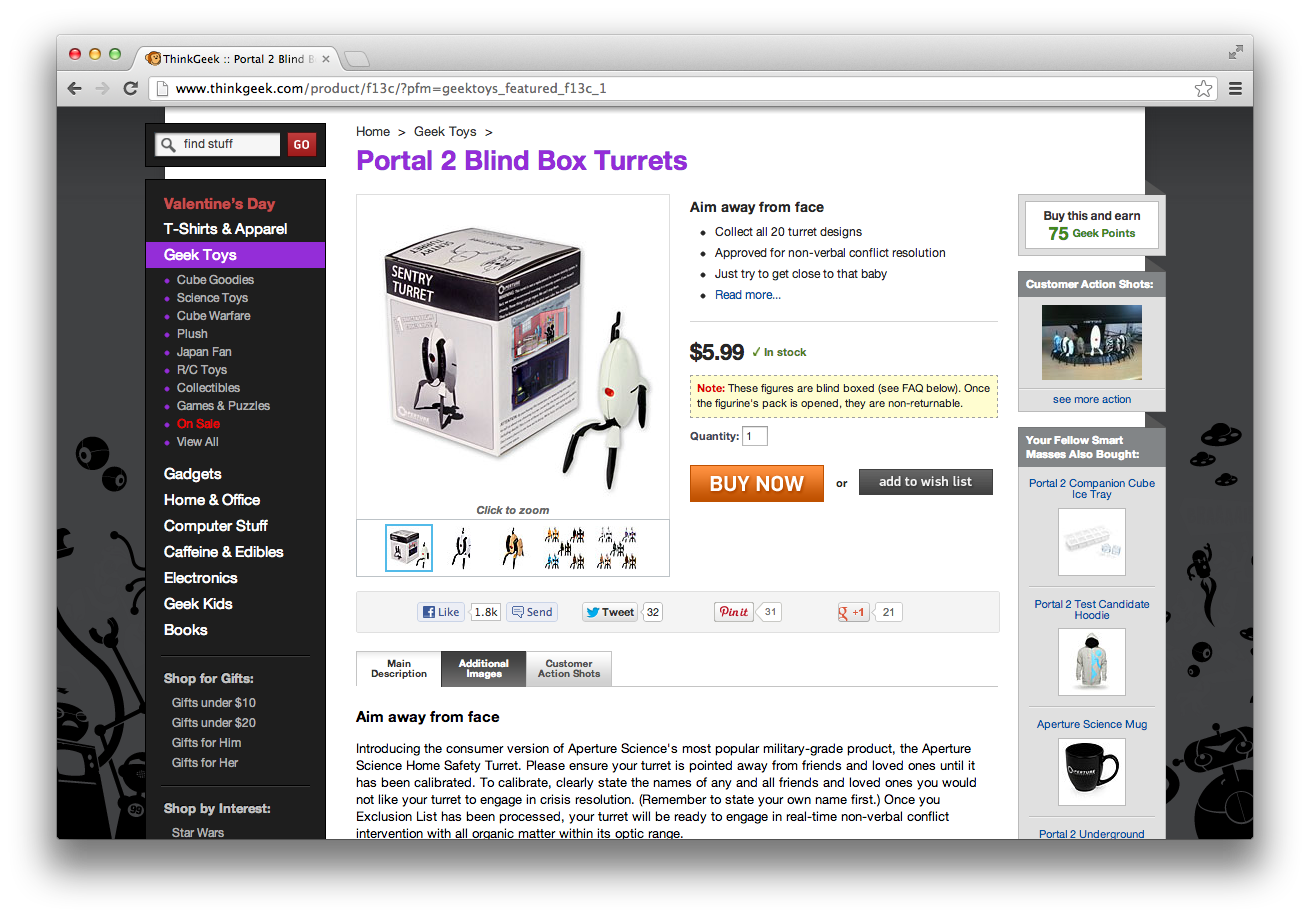 ThinkGeek :: Portal 2 Blind B
www.thinkgeek.com/product/f13c/?pfm=geektoys_featured_f13c_1
find stuff
GO
Valentine's Day
T-Shirts & Apparel
Geek Toys
Cube Goodies
Science Toys
Cube Warfare
Plush
Japan Fan
R/C Toys
Collectibles
Games & Puzzles
On Sale
View All
Gadgets
Home & Office
Computer Stuff
Caffeine & Edibles
Electronics
Geek Kids
Books
Shop for Gifts:
Gifts under $10
Gifts under $20
Gifts for Him
Gifts for Her
Shop by Interest:
Star Wars
Home > Geek Toys >
Portal 2 Blind Box Turrets
SENTRY
TURRET
SENTRY
TURRET
APERTURE
1
APERTURE
Click to zoom
Aim away from face
Collect all 20 turret designs
Approved for non-verbal conflict resolution
Just try to get close to that baby
Read more...
$5.99 ✓ In stock
Note: These figures are blind boxed (see FAQ below). Once
the figurine's pack is opened, they are non-returnable.
Quantity: 1
BUY NOW or add to wish list
Like 1.8k Send Tweet 32 Pin it 31 g +1 21
Main
Description
Additional
Images
Customer
Action Shots
Aim away from face
Introducing the consumer version of Aperture Science's most popular military-grade product, the Aperture
Science Home Safety Turret. Please ensure your turret is pointed away from friends and loved ones until it
has been calibrated. To calibrate, clearly state the names of any and all friends and loved ones you would
not like your turret to engage in crisis resolution. (Remember to state your own name first.) Once you
Exclusion List has been processed, your turret will be ready to engage in real-time non-verbal conflict
intervention with all organic matter within its optic range.
Buy this and earn
75 Geek Points
Customer Action Shots:
see more action
Your Fellow Smart
Masses Also Bought:
Portal 2 Companion Cube
Ice Tray
Portal 2 Test Candidate
Hoodie
Aperture Science Mug
APERTURE
Portal 2 Underground
99